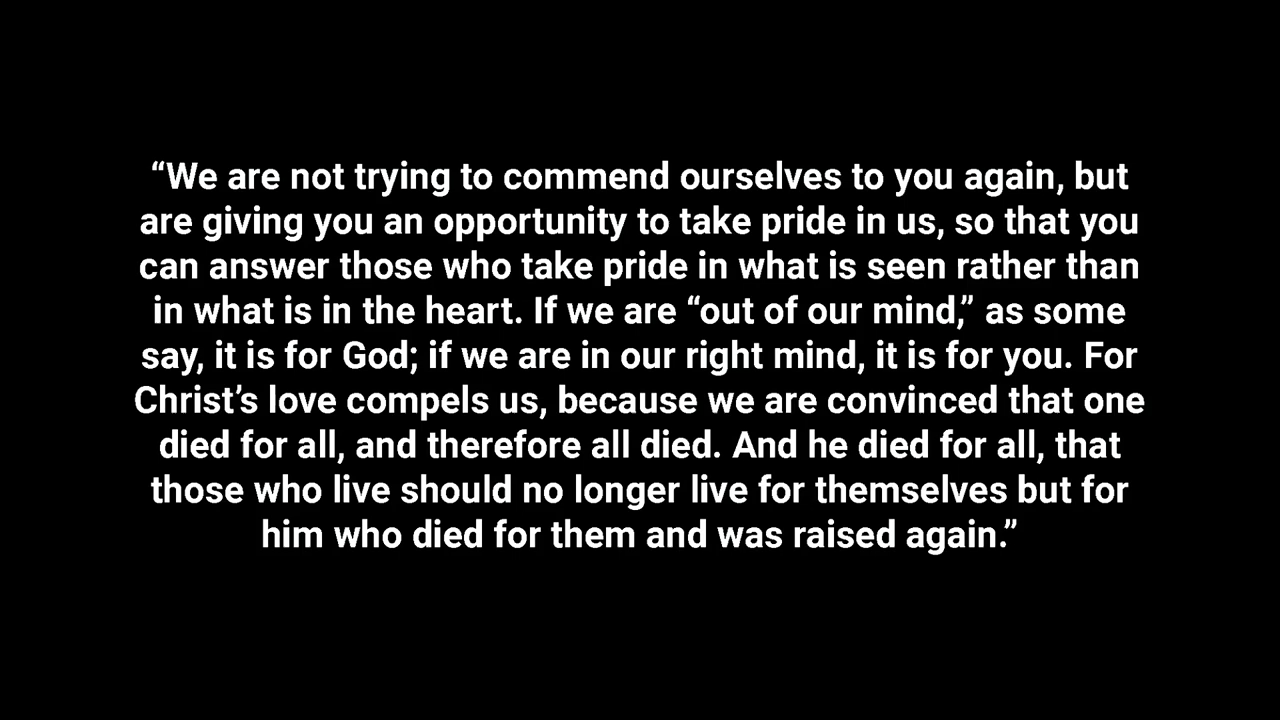 “We are not trying to commend ourselves to you again, but
are giving you an opportunity to take pride in us, so that you
can answer those who take pride in what is seen rather than
in what is in the heart. If we are “out of our mind,” as some
say, it is for God; if we are in our right mind, it is for you. For
Christ’s love compels us, because we are convinced that one
died for all, and therefore all died. And he died for all, that
those who live should no longer live for themselves but for
him who died for them and was raised again.”